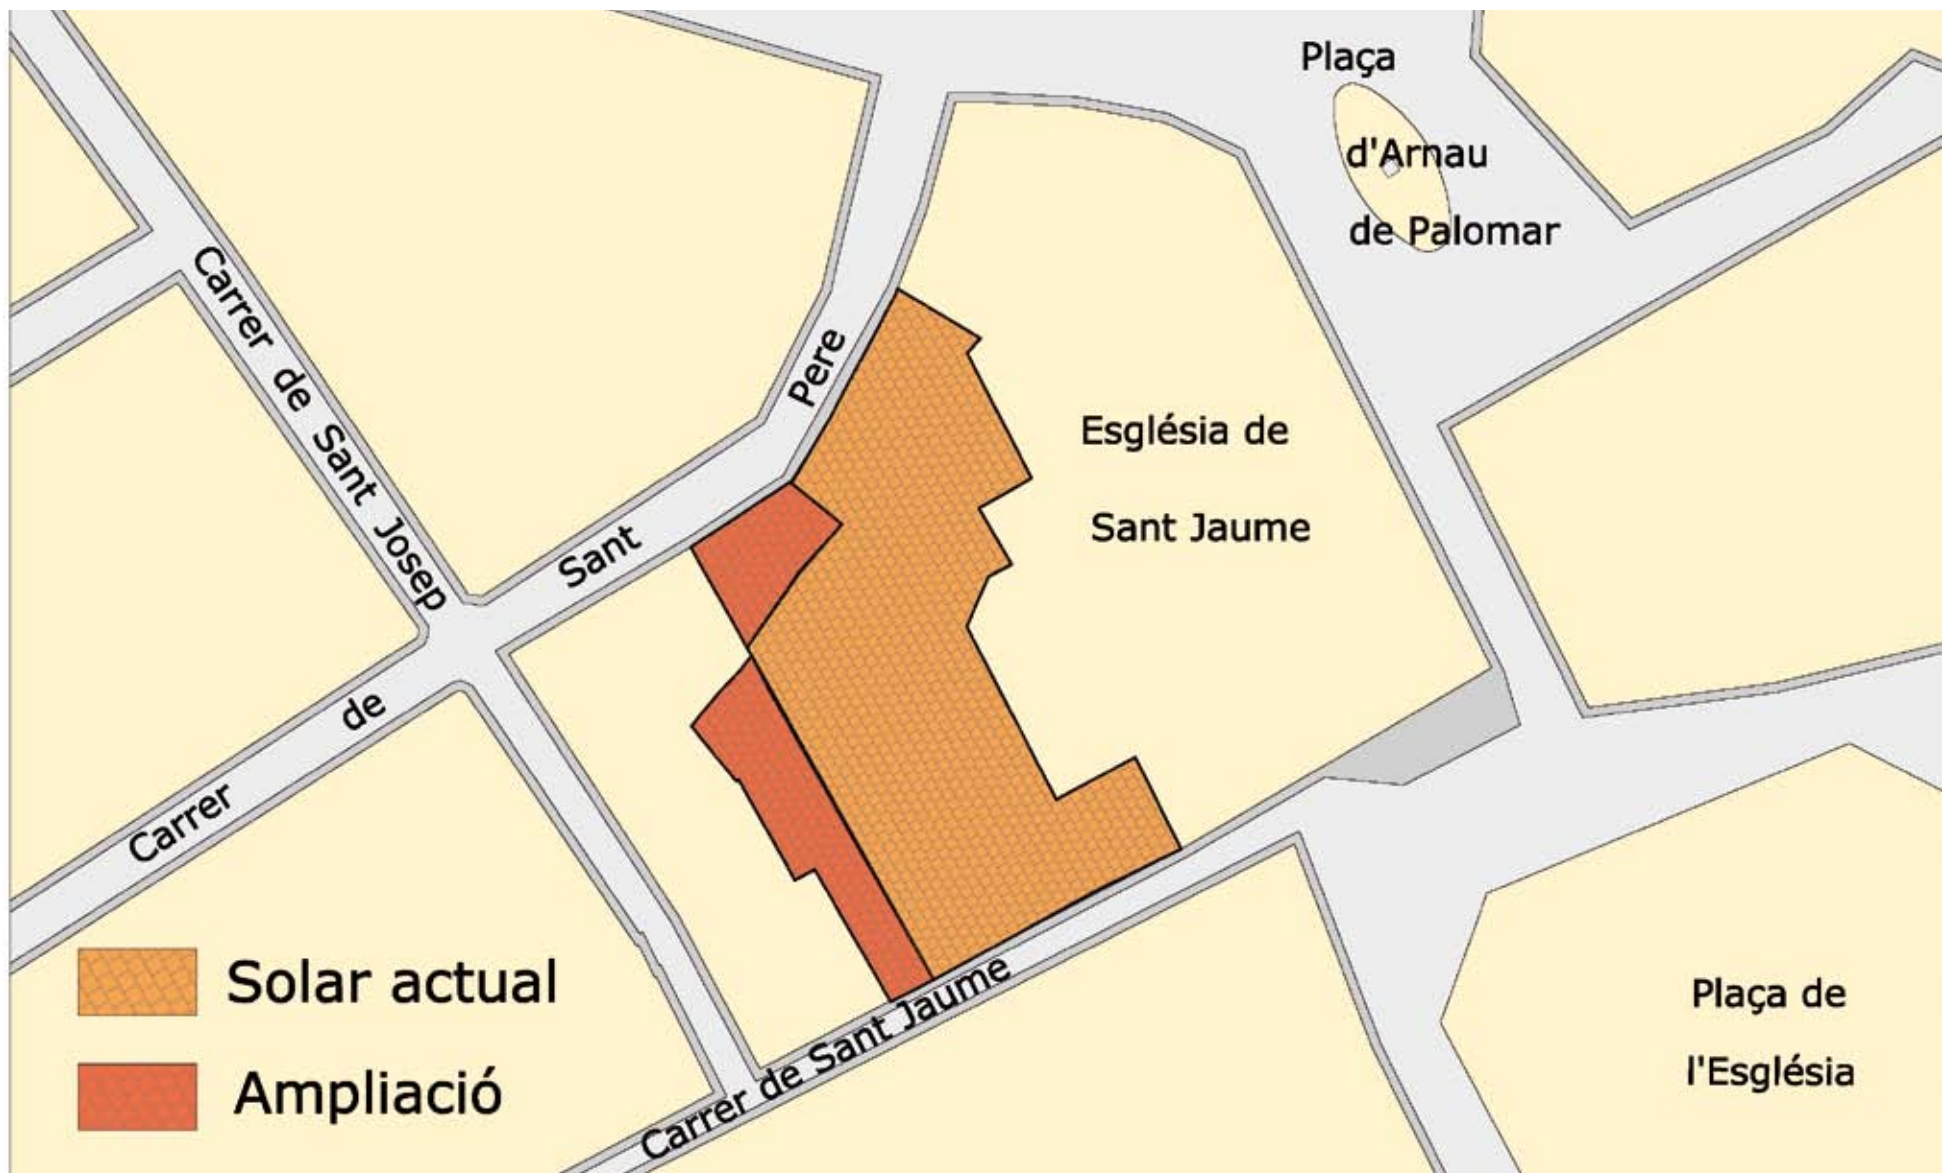 Plaça
d'Arnau
de Palomar
Carrer de Sant Josep
Carrer de Sant Pere
Església de
Sant Jaume
Carrer de Sant Jaume
Plaça de
l'Església
Solar actual
Ampliació